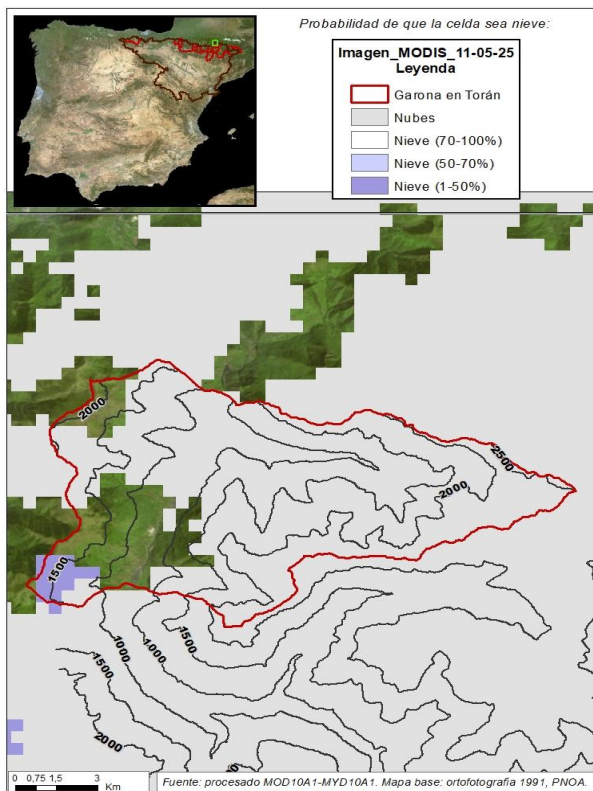 Probabilidad de que la celda sea nieve:
Imagen_MODIS_11-05-25
Leyenda
Garona en Torán
Nubes
Nieve (70-100%)
Nieve (50-70%)
Nieve (1-50%)
2000
2500
2000
1500
1000
1000
1500
1500
2000
0 0,75 1,5 3
Km
Fuente: procesado MOD10A1-MYD10A1. Mapa base: ortofotografía 1991, PNOA.